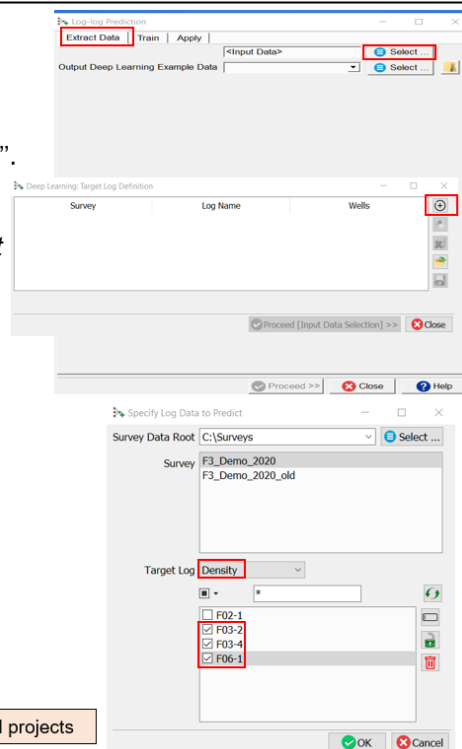 Log-log Prediction
Extract Data Train Apply
<Input Data> Select ...
Output Deep Learning Example Data Select ...
”.
Deep Learning: Target Log Definition
Survey Log Name Wells
t
Proceed [Input Data Selection] >> Close
Proceed >> Close Help
Specify Log Data to Predict
Survey Data Root C:\Surveys Select ...
Survey F3_Demo_2020
F3_Demo_2020_old
Target Log Density
*
F02-1
F03-2
F03-4
F06-1
l projects
OK Cancel